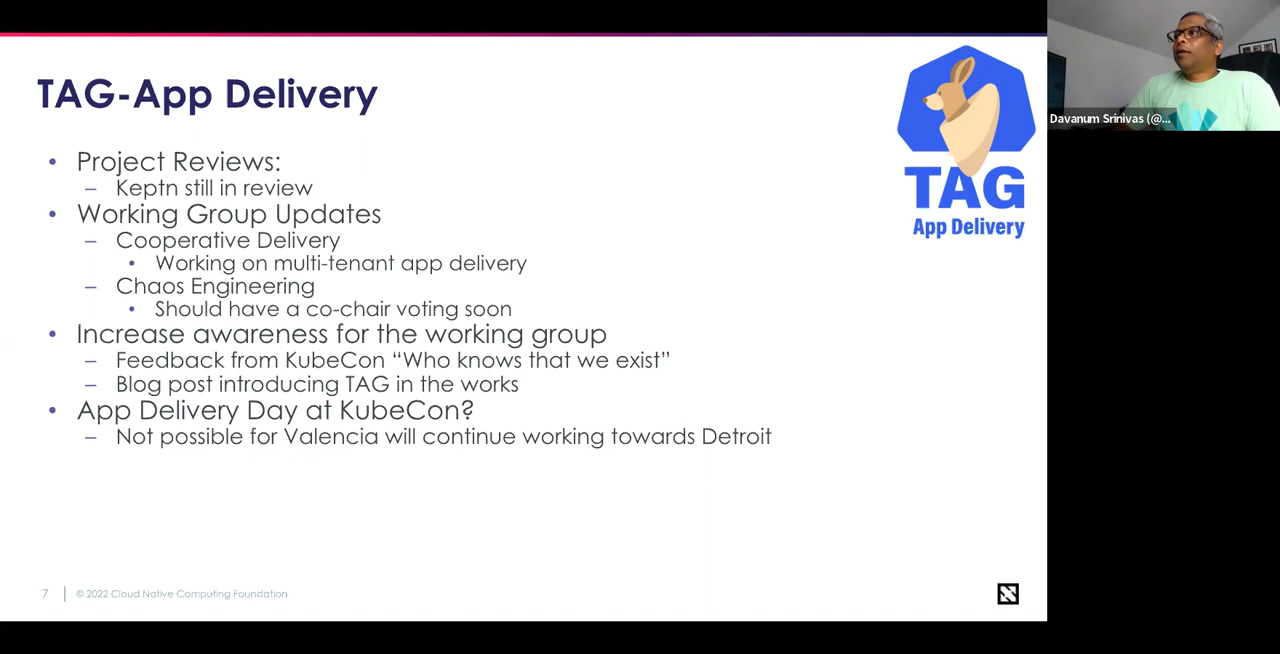 TAG-App Delivery
• Project Reviews:
– Keptn still in review
• Working Group Updates
– Cooperative Delivery
• Working on multi-tenant app delivery
– Chaos Engineering
• Should have a co-chair voting soon
• Increase awareness for the working group
– Feedback from KubeCon “Who knows that we exist”
– Blog post introducing TAG in the works
• App Delivery Day at KubeCon?
– Not possible for Valencia will continue working towards Detroit
TAG
App Delivery
Davanum Srinivas (@...
7
© 2022 Cloud Native Computing Foundation